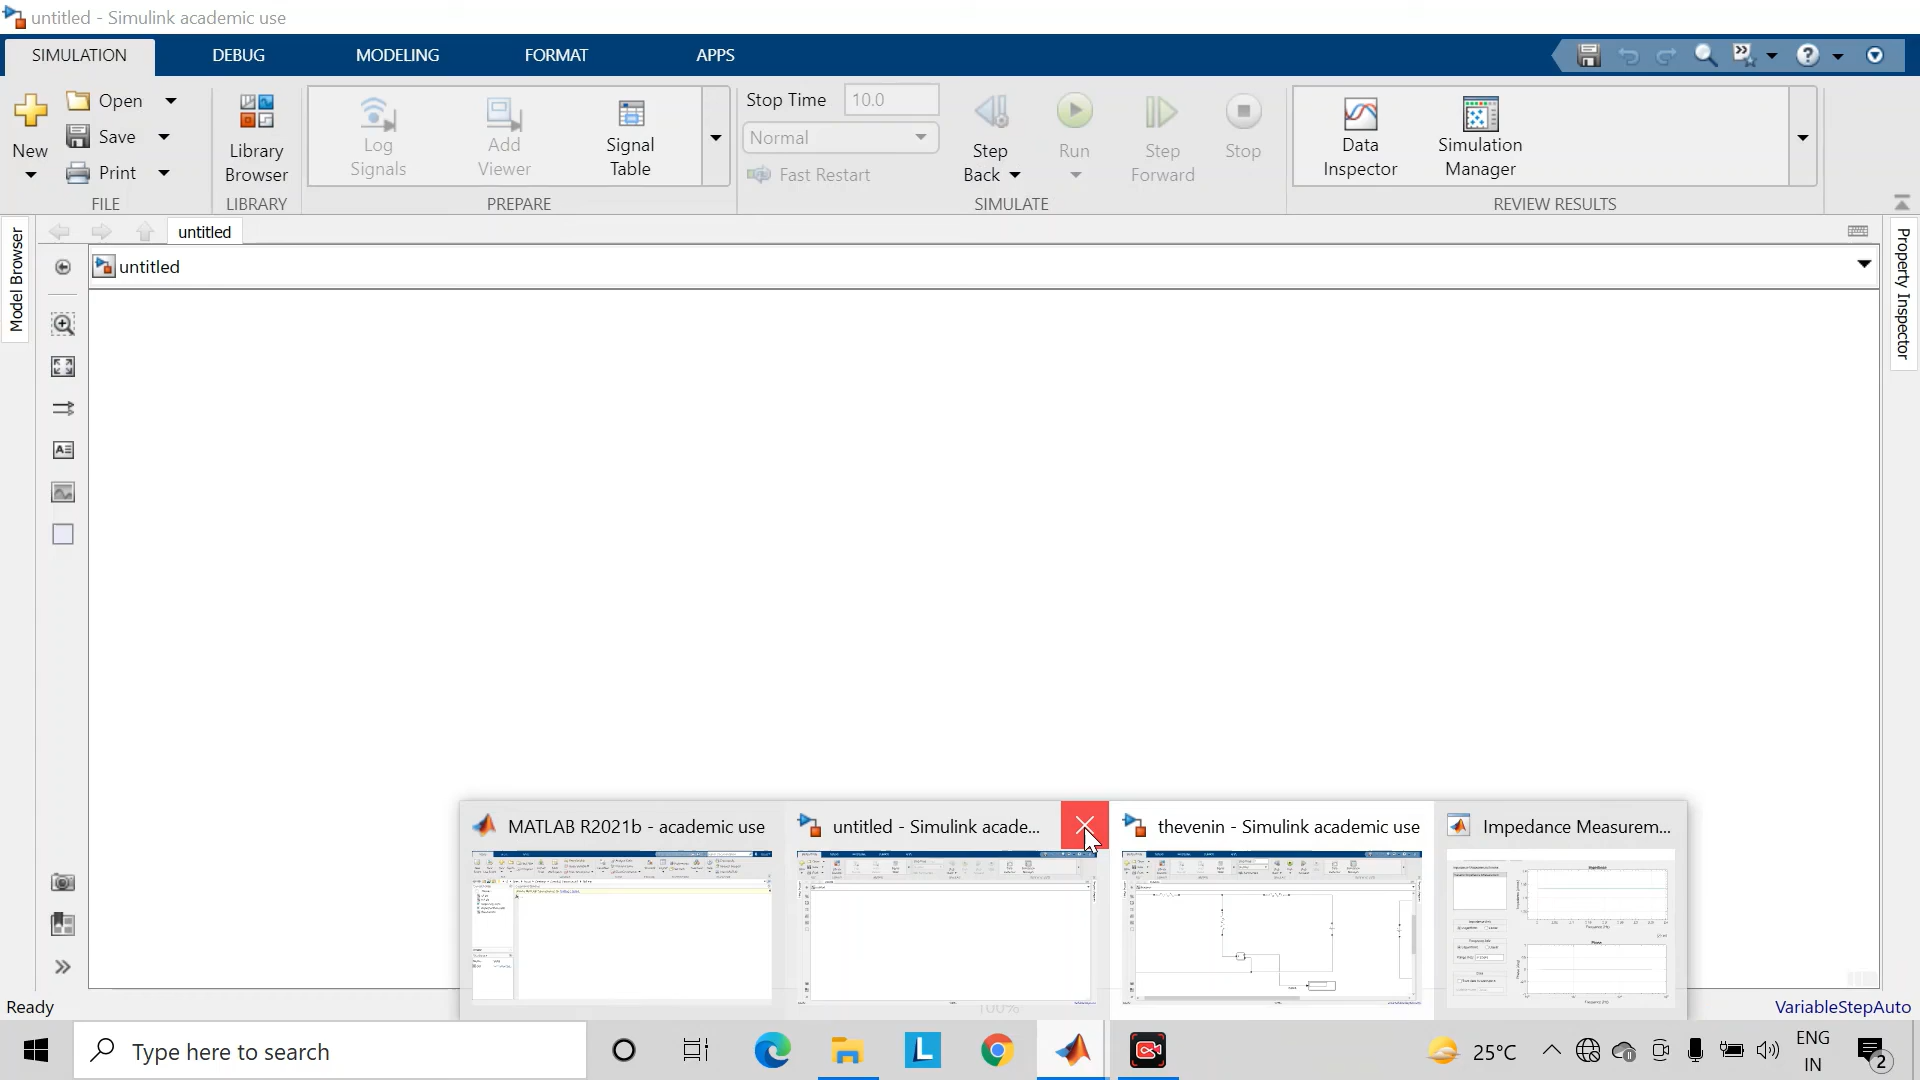 untitled - Simulink academic use
SIMULATION
DEBUG
MODELING
FORMAT
APPS
New
Open
Save
Print
FILE
Library
Browser
LIBRARY
Log
Signals
Add
Viewer
Signal
Table
PREPARE
Stop Time
10.0
Normal
Fast Restart
Step
Back
Run
Step
Forward
Stop
SIMULATE
Data
Inspector
Simulation
Manager
REVIEW RESULTS
Model Browser
untitled
untitled
Property Inspector
MATLAB R2021b - academic use
untitled - Simulink acade...
thevenin - Simulink academic use
Impedance Measurem...
Ready
100%
VariableStepAuto
Type here to search
25°C
ENG
IN
2